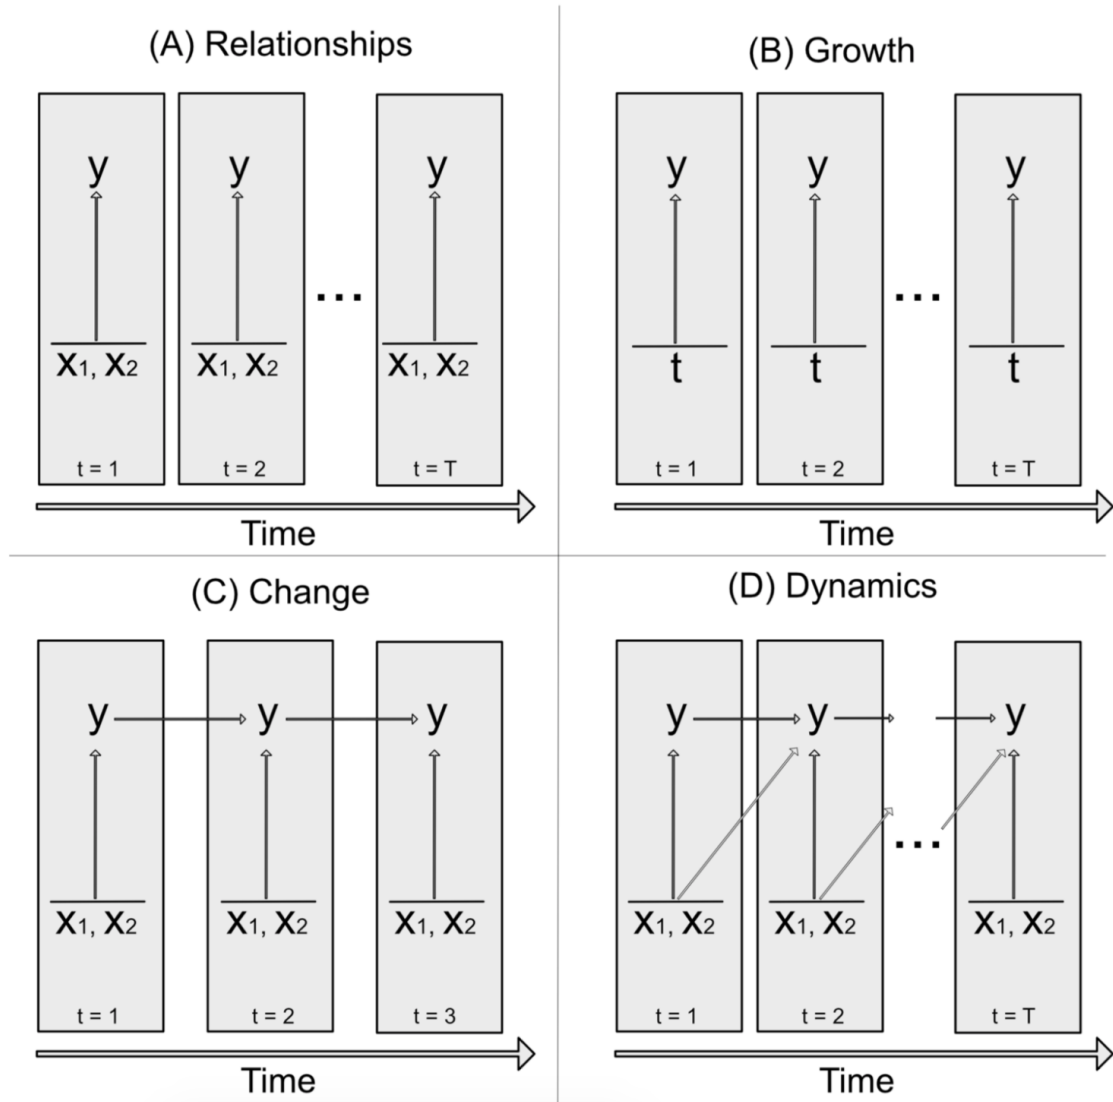 (A) Relationships
y y ... y
x1, x2 x1, x2 x1, x2
t = 1 t = 2 t = T
Time
(B) Growth
y y ... y
t t t
t = 1 t = 2 t = T
Time
(C) Change
y y y
x1, x2 x1, x2 x1, x2
t = 1 t = 2 t = 3
Time
(D) Dynamics
y y y
...
x1, x2 x1, x2 x1, x2
t = 1 t = 2 t = T
Time